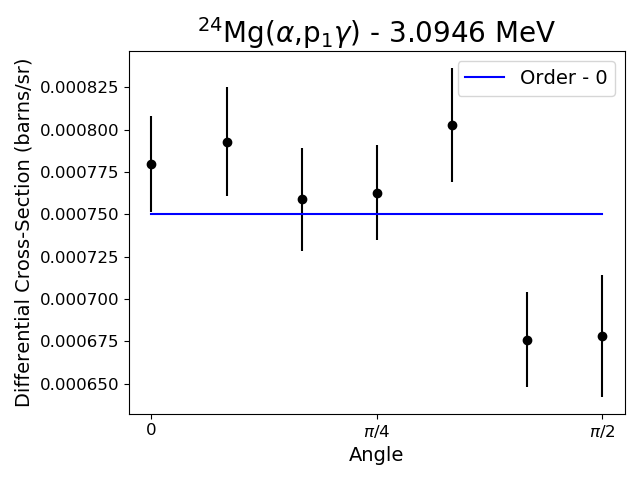 ²⁴Mg(α,p₁γ) - 3.0946 MeV
Order - 0
Differential Cross-Section (barns/sr)
0.000825
0.000800
0.000775
0.000750
0.000725
0.000700
0.000675
0.000650
0
π/4
π/2
Angle